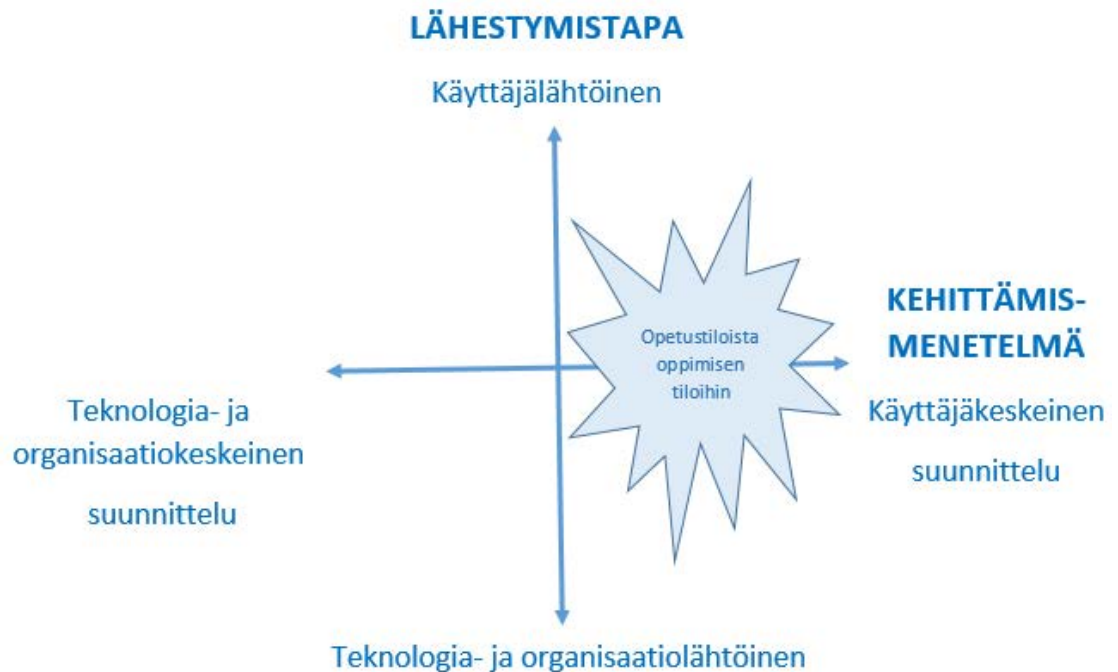 LÄHESTYMISTAPA
Käyttäjälähtöinen
Opetustiloista
oppimisen
tiloihin
KEHITTÄMIS-
MENETELMÄ
Käyttäjäkeskeinen
suunnittelu
Teknologia- ja
organisaatiokeskeinen
suunnittelu
Teknologia- ja organisaatiolähtöinen